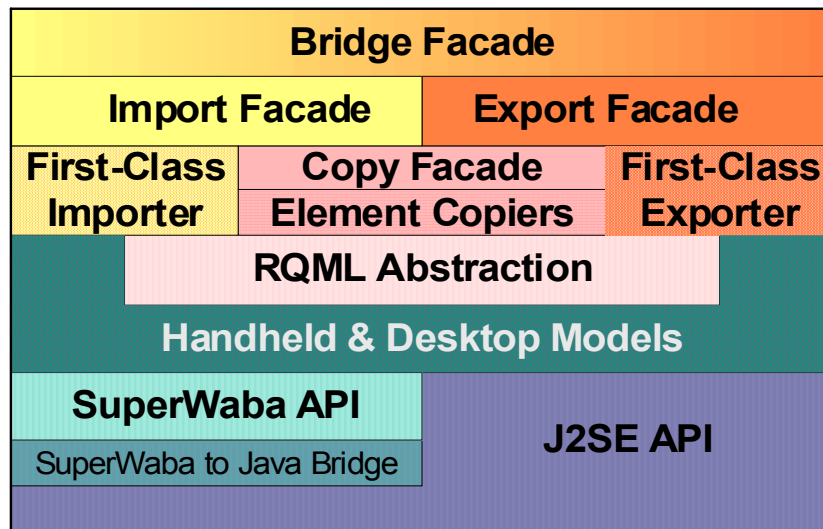 Bridge Facade
Import Facade
Export Facade
First-Class
Importer
Copy Facade
Element Copiers
First-Class
Exporter
RQML Abstraction
Handheld & Desktop Models
SuperWaba API
SuperWaba to Java Bridge
J2SE API